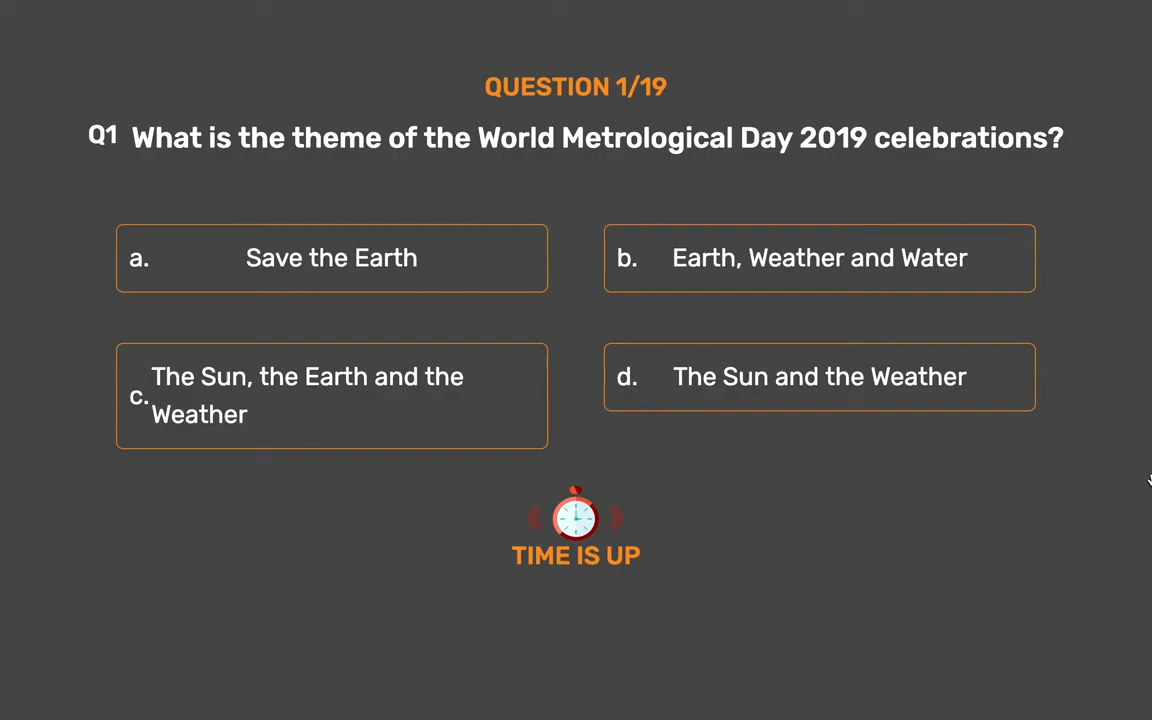 QUESTION 1/19
Q1 What is the theme of the World Metrological Day 2019 celebrations?
a. Save the Earth
b. Earth, Weather and Water
c. The Sun, the Earth and the
Weather
d. The Sun and the Weather
TIME IS UP